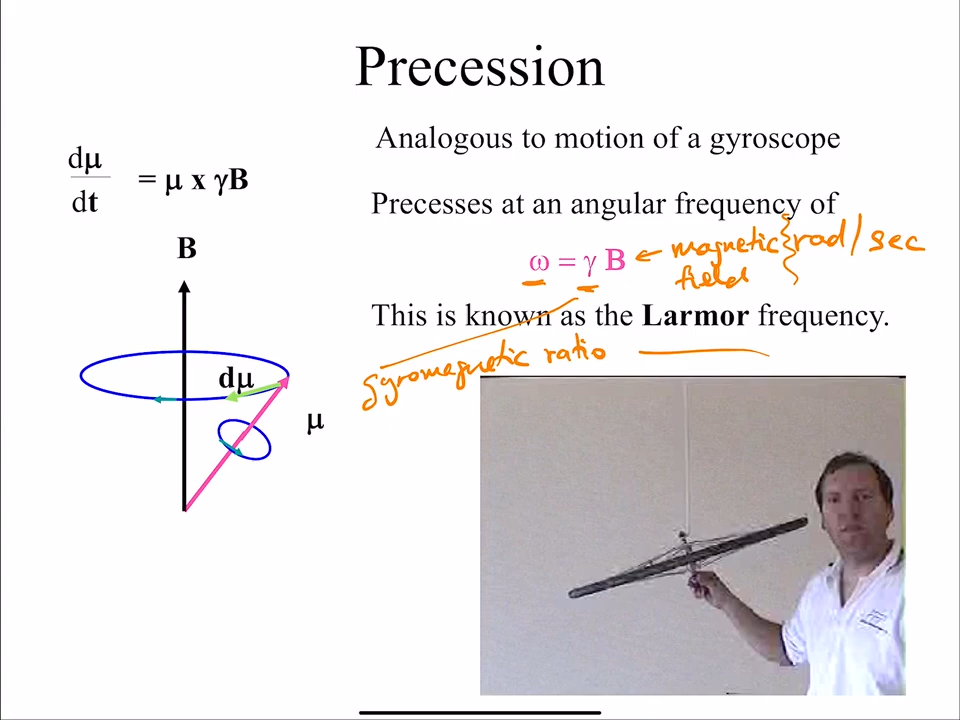 Precession
Analogous to motion of a gyroscope
dμ
dt
= μ x γB
Precesses at an angular frequency of
ω = γ B ← magnetic } rad/sec
field
B
This is known as the Larmor frequency.
gyromagnetic ratio
dμ
μ